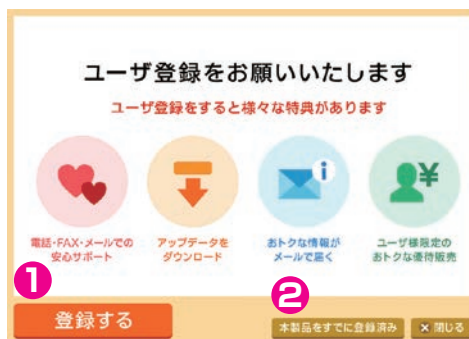 ユーザ登録をお願いいたします
ユーザ登録をすると様々な特典があります
i
¥
電話・FAX・メールでの
安心サポート
アップデータを
ダウンロード
おトクな情報が
メールで届く
ユーザ様限定の
おトクな優待販売
1
登録する
2
本製品をすでに登録済み
× 閉じる